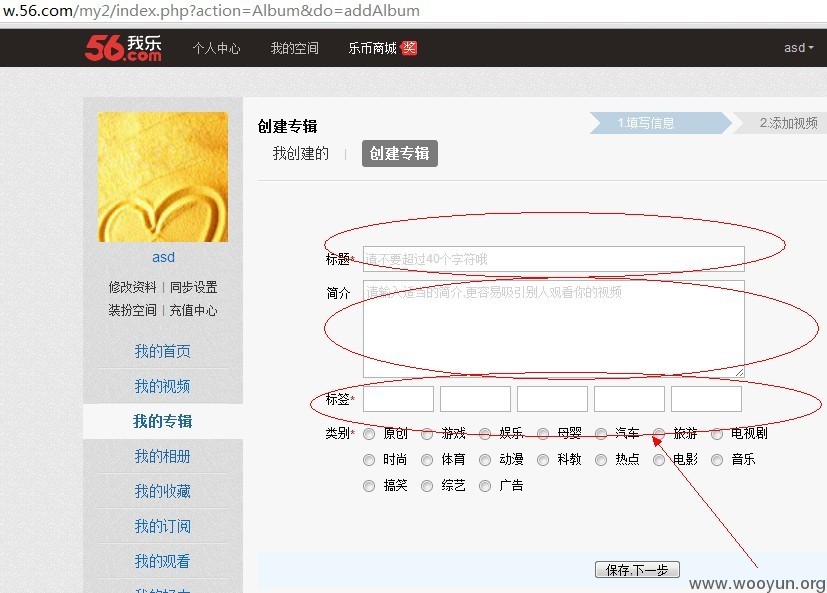 w.56.com/my2/index.php?action=Album&do=addAlbum
56.com 我乐 个人中心 我的空间 乐币商城 奖 asd
创建专辑 1.填写信息 2.添加视频
我创建的 | 创建专辑
asd
修改资料 | 同步设置
装扮空间 | 充值中心
我的首页
我的视频
我的专辑
我的相册
我的收藏
我的订阅
我的观看
标题* 请不要超过40个字符哦
简介 请输入适当的简介,更容易吸引别人观看你的视频
标签*
类别* 原创 游戏 娱乐 母婴 汽车 旅游 电视剧
时尚 体育 动漫 科教 热点 电影 音乐
搞笑 综艺 广告
保存,下一步
www.wooyun.org